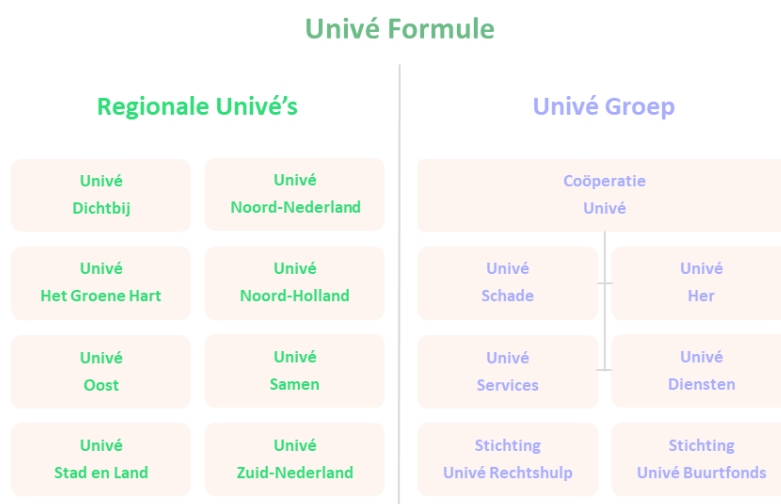 Univé Formule
Regionale Univé's
Univé
Dichtbij
Univé
Noord-Nederland
Univé
Het Groene Hart
Univé
Noord-Holland
Univé
Oost
Univé
Samen
Univé
Stad en Land
Univé
Zuid-Nederland
Univé Groep
Coöperatie
Univé
Univé
Schade
Univé
Her
Univé
Services
Univé
Diensten
Stichting
Univé Rechtshulp
Stichting
Univé Buurtfonds